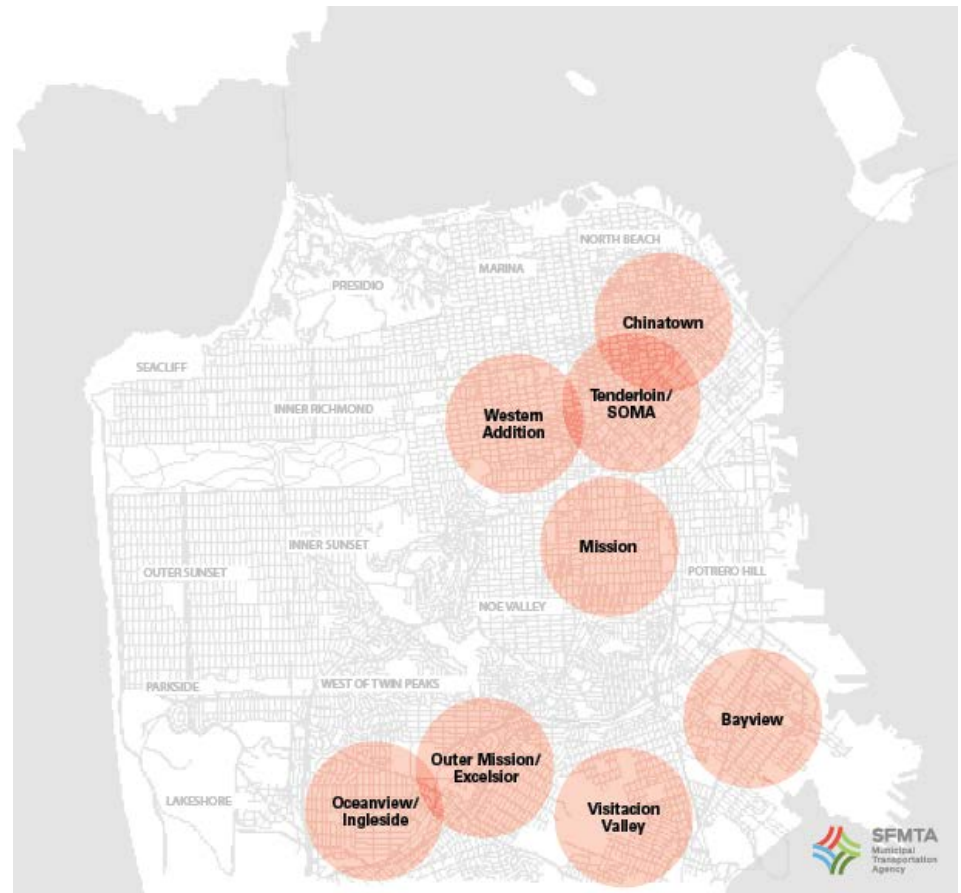 NORTH BEACH
MARINA
PRESIDIO
Chinatown
SEACLIFF
Tenderloin/
SOMA
INNER RICHMOND
Western
Addition
INNER SUNSET
Mission
OUTER SUNSET
POTRERO HILL
NOE VALLEY
WEST OF TWIN PEAKS
PARKSIDE
Bayview
Outer Mission/
Excelsior
LAKESHORE
Oceanview/
Ingleside
Visitacion
Valley
SFMTA
Municipal
Transportation
Agency